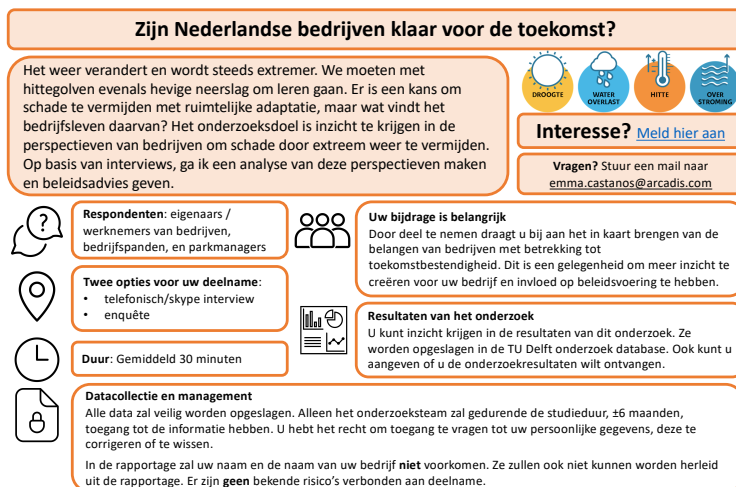 Zijn Nederlandse bedrijven klaar voor de toekomst?
Het weer verandert en wordt steeds extremer. We moeten met
hittegolven evenals hevige neerslag om leren gaan. Er is een kans om
schade te vermijden met ruimtelijke adaptatie, maar wat vindt het
bedrijfsleven daarvan? Het onderzoeksdoel is inzicht te krijgen in de
perspectieven van bedrijven om schade door extreem weer te vermijden.
Op basis van interviews, ga ik een analyse van deze perspectieven maken
en beleidsadvies geven.
DROOGTE
WATER
OVERLAST
HITTE
OVER
STROMING
Interesse? Meld hier aan
Vragen? Stuur een mail naar
emma.castanos@arcadis.com
Respondenten: eigenaars /
werknemers van bedrijven,
bedrijfspanden, en parkmanagers
Twee opties voor uw deelname:
• telefonisch/skype interview
• enquête
Duur: Gemiddeld 30 minuten
Uw bijdrage is belangrijk
Door deel te nemen draagt u bij aan het in kaart brengen van de
belangen van bedrijven met betrekking tot
toekomstbestendigheid. Dit is een gelegenheid om meer inzicht te
creëren voor uw bedrijf en invloed op beleidsvoering te hebben.
Resultaten van het onderzoek
U kunt inzicht krijgen in de resultaten van dit onderzoek. Ze
worden opgeslagen in de TU Delft onderzoek database. Ook kunt u
aangeven of u de onderzoekresultaten wilt ontvangen.
Datacollectie en management
Alle data zal veilig worden opgeslagen. Alleen het onderzoeksteam zal gedurende de studieduur, ±6 maanden,
toegang tot de informatie hebben. U hebt het recht om toegang te vragen tot uw persoonlijke gegevens, deze te
corrigeren of te wissen.
In de rapportage zal uw naam en de naam van uw bedrijf niet voorkomen. Ze zullen ook niet kunnen worden herleid
uit de rapportage. Er zijn geen bekende risico's verbonden aan deelname.